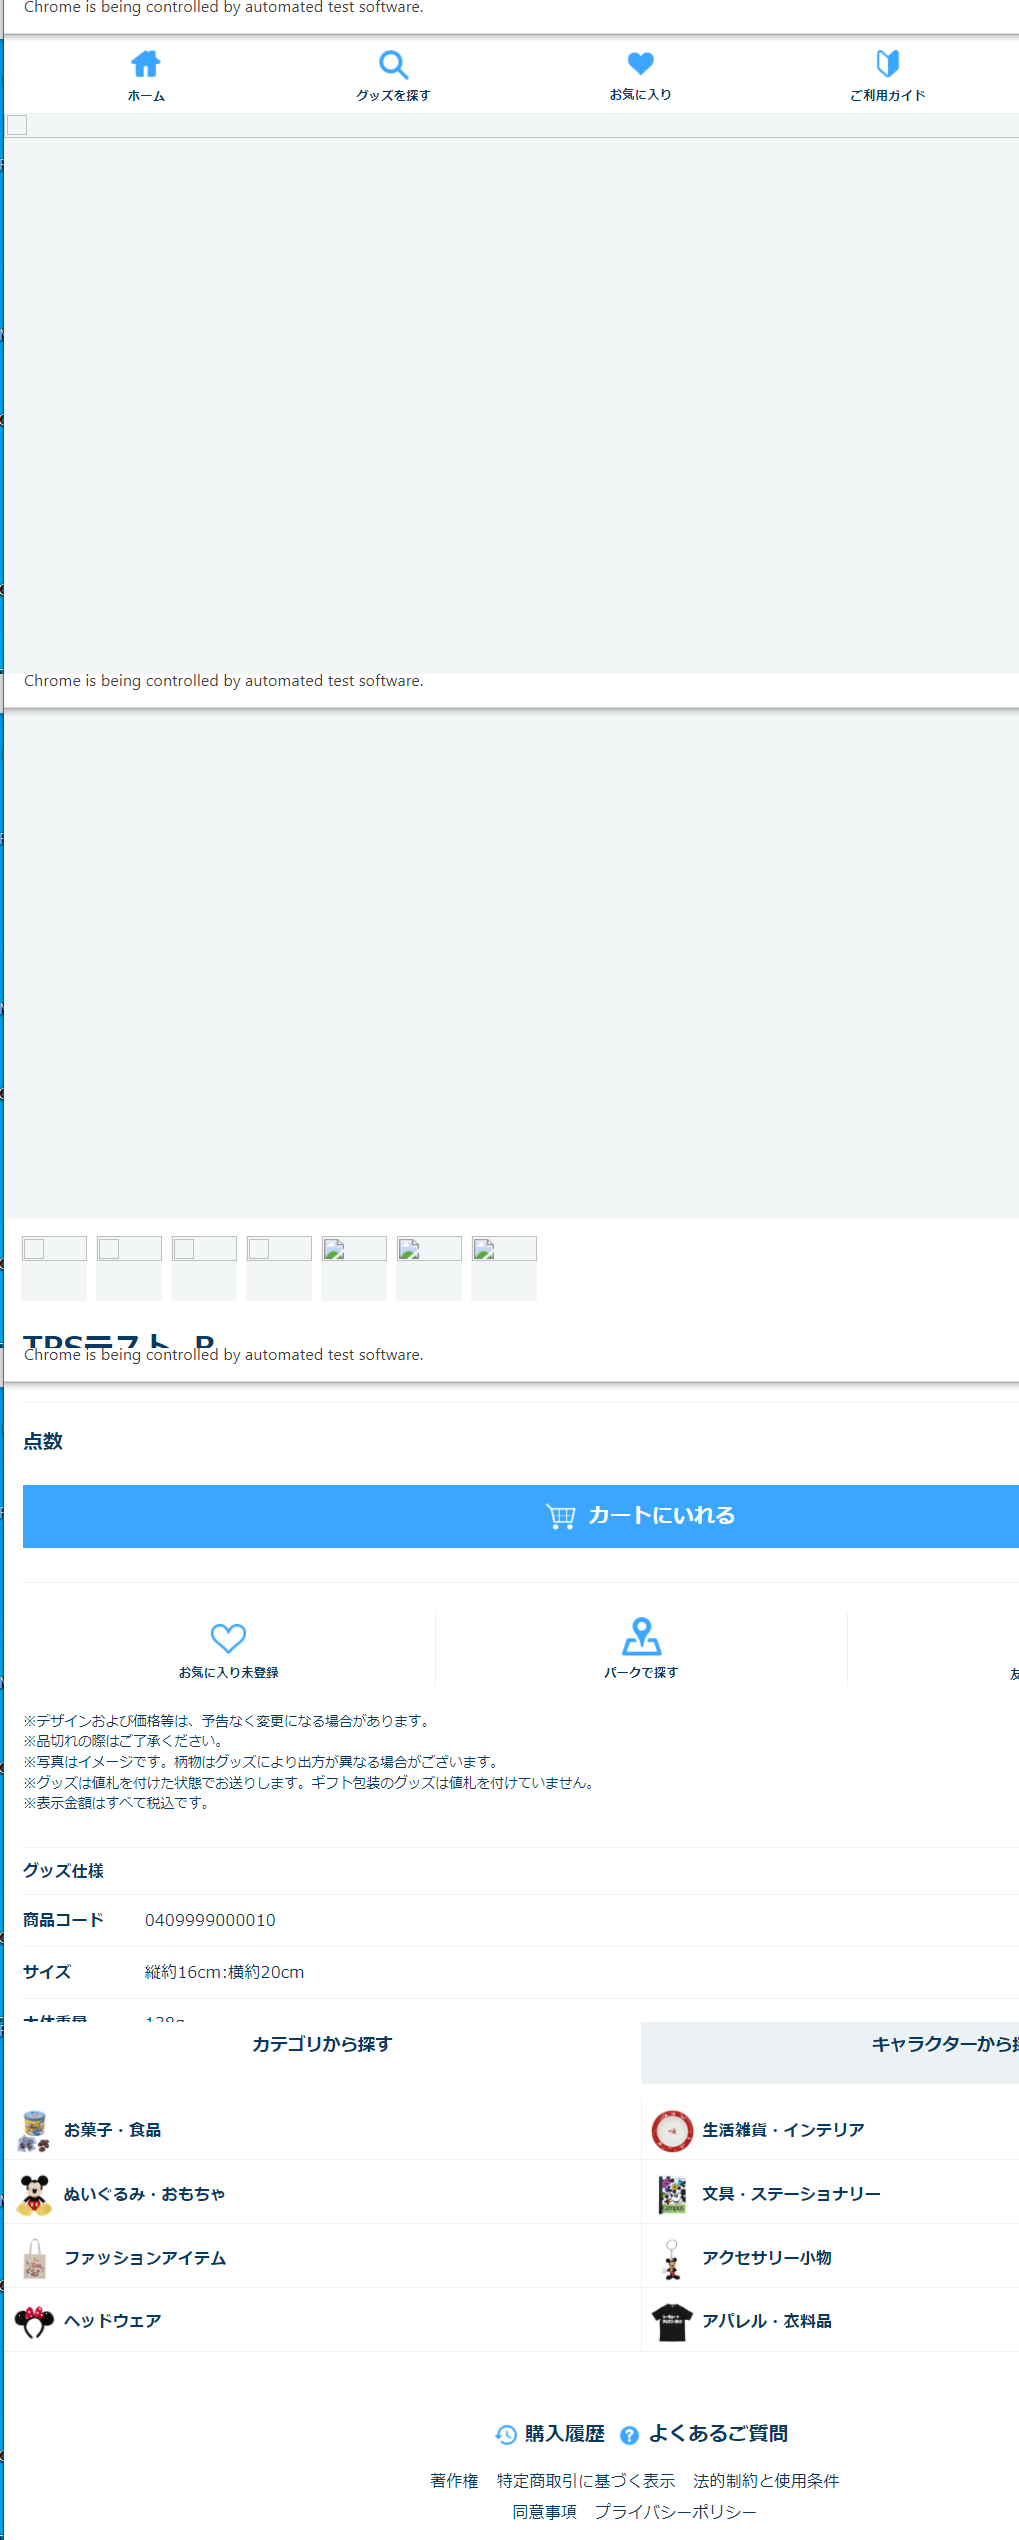 Chrome is being controlled by automated test software.
ホーム
グッズを探す
お気に入り
ご利用ガイド
Chrome is being controlled by automated test software.
TPSテスト B
Chrome is being controlled by automated test software.
点数
カートにいれる
お気に入り未登録
パークで探す
友
※デザインおよび価格等は、予告なく変更になる場合があります。
※品切れの際はご了承ください。
※写真はイメージです。柄物はグッズにより出方が異なる場合がございます。
※グッズは値札を付けた状態でお送りします。ギフト包装のグッズは値札を付けていません。
※表示金額はすべて税込です。
グッズ仕様
商品コード 0409999000010
サイズ 縦約16cm:横約20cm
本体重量 138g
カテゴリから探す
キャラクターから探
お菓子・食品
生活雑貨・インテリア
ぬいぐるみ・おもちゃ
文具・ステーショナリー
ファッションアイテム
アクセサリー小物
ヘッドウェア
アパレル・衣料品
購入履歴 よくあるご質問
著作権 特定商取引に基づく表示 法的制約と使用条件
同意事項 プライバシーポリシー